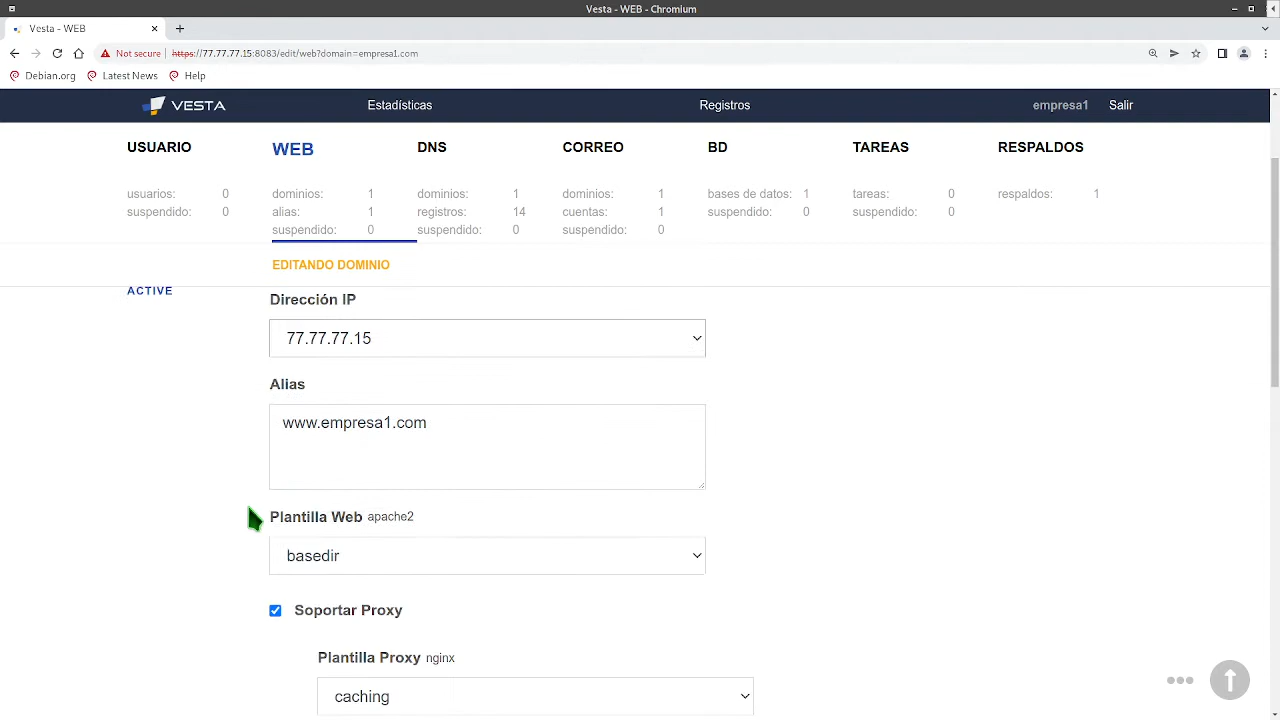 Vesta - WEB - Chromium
Vesta - WEB
Not secure https://77.77.77.15:8083/edit/web?domain=empresa1.com
Debian.org Latest News Help
VESTA Estadísticas Registros empresa1 Salir
USUARIO WEB DNS CORREO BD TAREAS RESPALDOS
usuarios: 0 dominios: 1 dominios: 1 dominios: 1 bases de datos: 1 tareas: 0 respaldos: 1
suspendido: 0 alias: 1 registros: 14 cuentas: 1 suspendido: 0 suspendido: 0
suspendido: 0 suspendido: 0 suspendido: 0
EDITANDO DOMINIO
ACTIVE
Dirección IP
77.77.77.15
Alias
www.empresa1.com
Plantilla Web apache2
basedir
Soportar Proxy
Plantilla Proxy nginx
caching